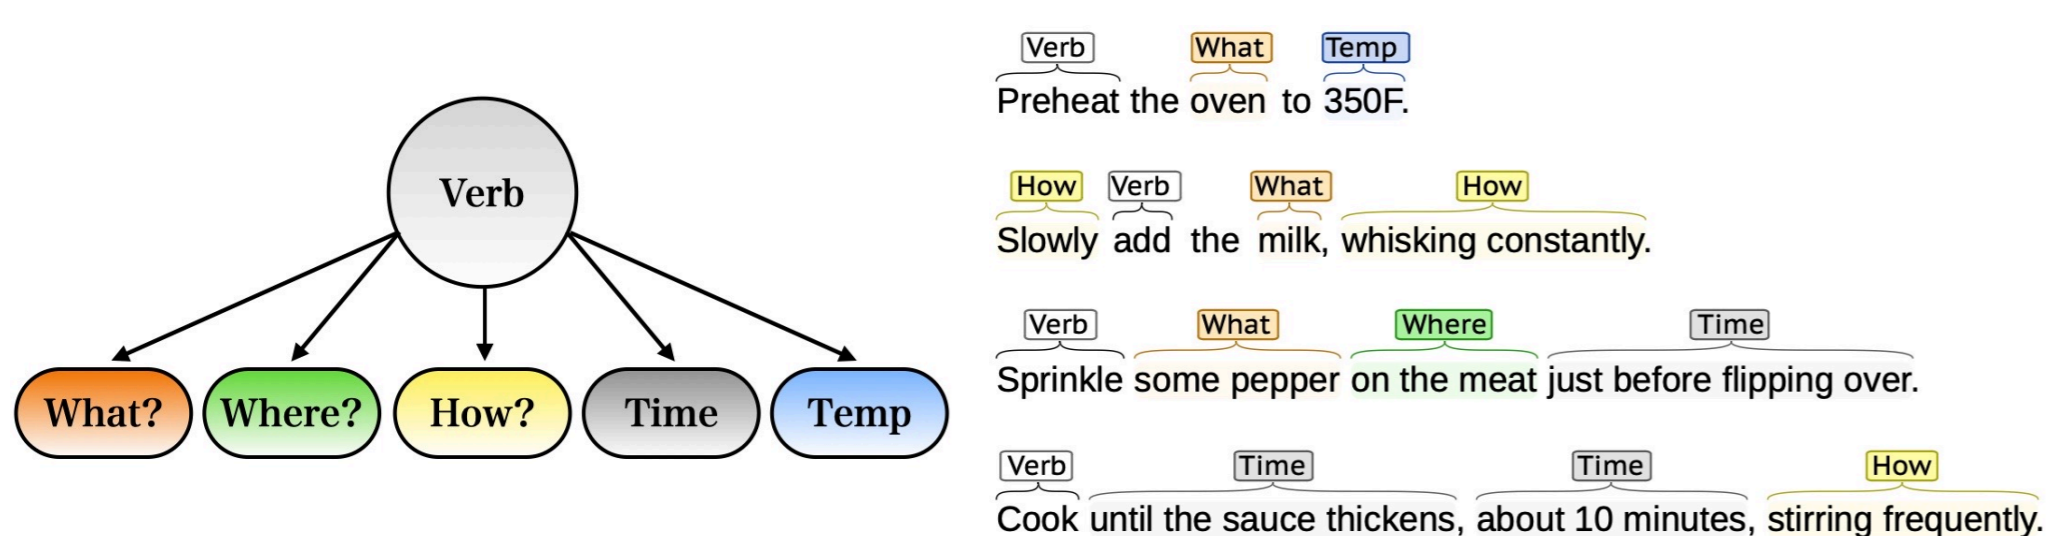 Verb
What? Where? How? Time Temp
Verb What Temp
Preheat the oven to 350F.
How Verb What How
Slowly add the milk, whisking constantly.
Verb What Where Time
Sprinkle some pepper on the meat just before flipping over.
Verb Time Time How
Cook until the sauce thickens, about 10 minutes, stirring frequently.